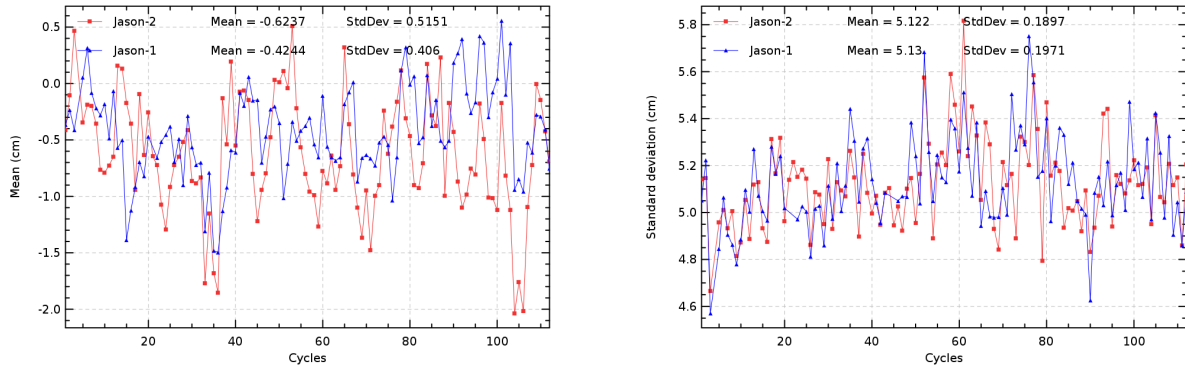 Jason-2 Mean = -0.6237 StdDev = 0.5151
Jason-1 Mean = -0.4244 StdDev = 0.406
0.5
0.0
-0.5
-1.0
-1.5
-2.0
Mean (cm)
20 40 60 80 100
Cycles
Jason-2 Mean = 5.122 StdDev = 0.1897
Jason-1 Mean = 5.13 StdDev = 0.1971
5.8
5.6
5.4
5.2
5.0
4.8
4.6
Standard deviation (cm)
20 40 60 80 100
Cycles